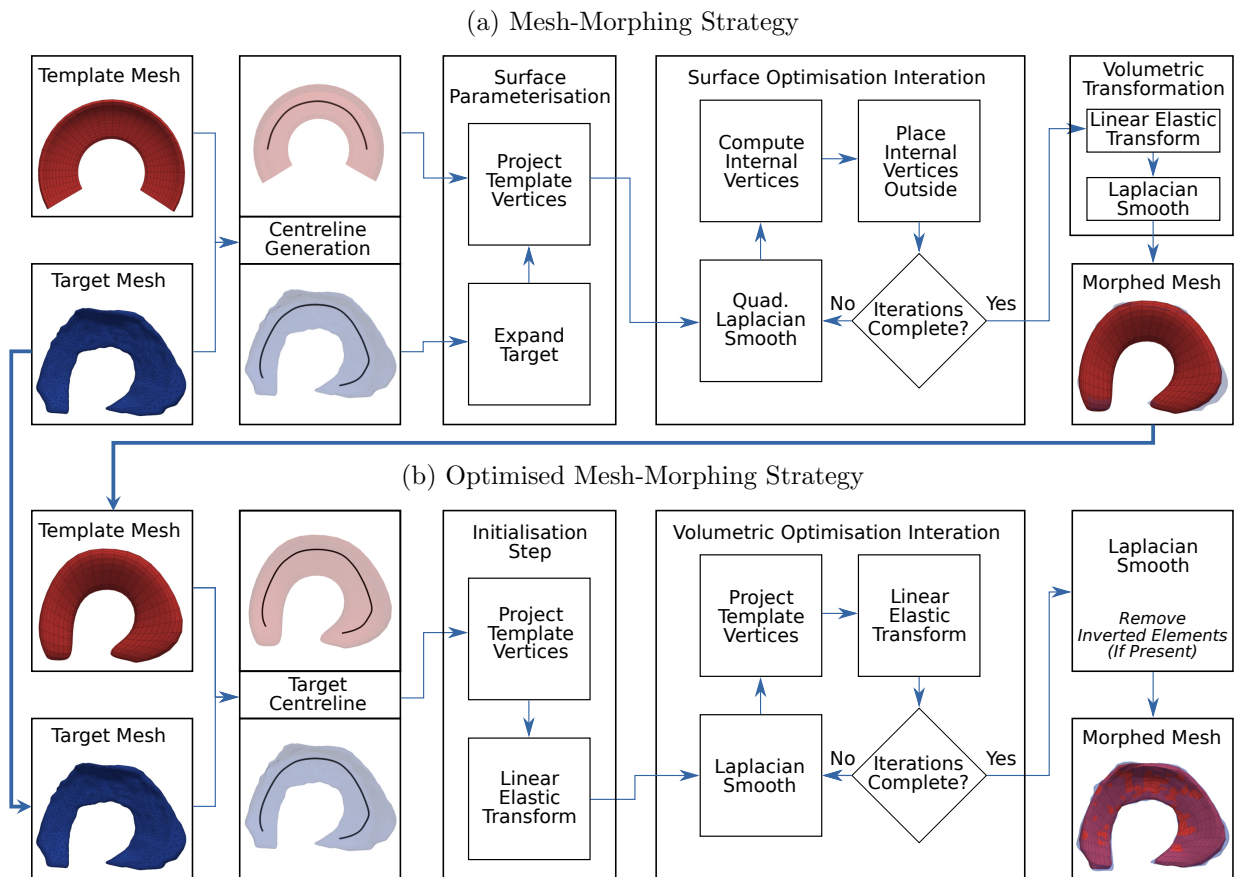 (a) Mesh-Morphing Strategy
Template Mesh
Centreline
Generation
Target Mesh
Surface
Parameterisation
Project
Template
Vertices
Expand
Target
Surface Optimisation Interation
Compute
Internal
Vertices
Place
Internal
Vertices
Outside
Quad.
Laplacian
Smooth
No
Iterations
Complete?
Yes
Volumetric
Transformation
Linear Elastic
Transform
Laplacian
Smooth
Morphed Mesh
(b) Optimised Mesh-Morphing Strategy
Template Mesh
Target
Centreline
Target Mesh
Initialisation
Step
Project
Template
Vertices
Linear
Elastic
Transform
Volumetric Optimisation Interation
Project
Template
Vertices
Linear
Elastic
Transform
Laplacian
Smooth
No
Iterations
Complete?
Yes
Laplacian
Smooth
Remove
Inverted Elements
(If Present)
Morphed Mesh